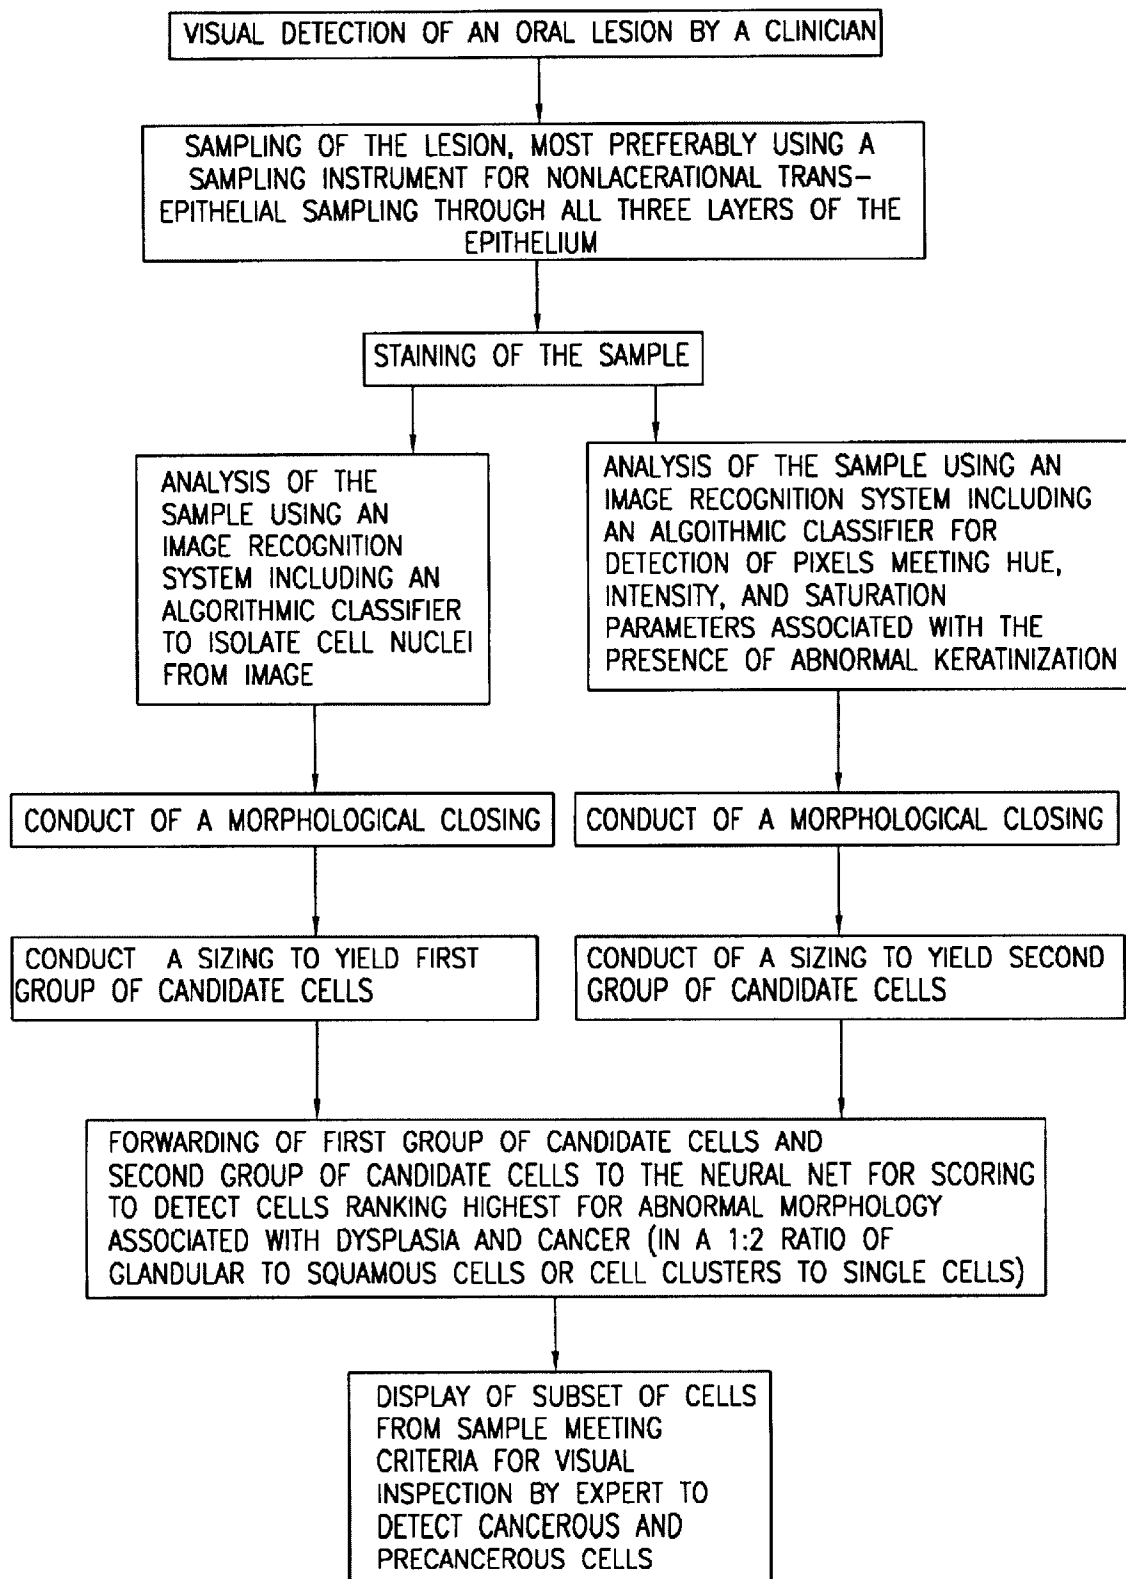 VISUAL DETECTION OF AN ORAL LESION BY A CLINICIAN
SAMPLING OF THE LESION, MOST PREFERABLY USING A
SAMPLING INSTRUMENT FOR NONLACERATIONAL TRANS-
EPITHELIAL SAMPLING THROUGH ALL THREE LAYERS OF THE
EPITHELIUM
STAINING OF THE SAMPLE
ANALYSIS OF THE
SAMPLE USING AN
IMAGE RECOGNITION
SYSTEM INCLUDING AN
ALGORITHMIC CLASSIFIER
TO ISOLATE CELL NUCLEI
FROM IMAGE
ANALYSIS OF THE SAMPLE USING AN
IMAGE RECOGNITION SYSTEM INCLUDING
AN ALGOITHMIC CLASSIFIER FOR
DETECTION OF PIXELS MEETING HUE,
INTENSITY, AND SATURATION
PARAMETERS ASSOCIATED WITH THE
PRESENCE OF ABNORMAL KERATINIZATION
CONDUCT OF A MORPHOLOGICAL CLOSING
CONDUCT OF A MORPHOLOGICAL CLOSING
CONDUCT A SIZING TO YIELD FIRST
GROUP OF CANDIDATE CELLS
CONDUCT OF A SIZING TO YIELD SECOND
GROUP OF CANDIDATE CELLS
FORWARDING OF FIRST GROUP OF CANDIDATE CELLS AND
SECOND GROUP OF CANDIDATE CELLS TO THE NEURAL NET FOR SCORING
TO DETECT CELLS RANKING HIGHEST FOR ABNORMAL MORPHOLOGY
ASSOCIATED WITH DYSPLASIA AND CANCER (IN A 1:2 RATIO OF
GLANDULAR TO SQUAMOUS CELLS OR CELL CLUSTERS TO SINGLE CELLS)
DISPLAY OF SUBSET OF CELLS
FROM SAMPLE MEETING
CRITERIA FOR VISUAL
INSPECTION BY EXPERT TO
DETECT CANCEROUS AND
PRECANCEROUS CELLS